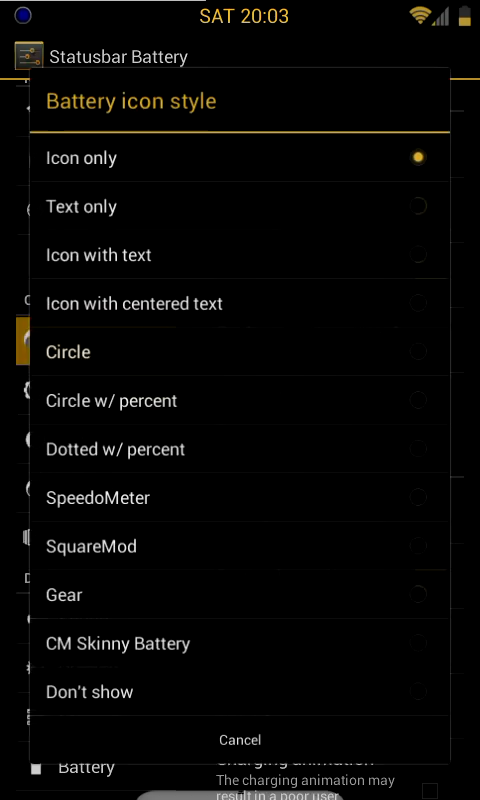 SAT 20:03
Statusbar Battery
Battery icon style
Icon only
Text only
Icon with text
Icon with centered text
Circle
Circle w/ percent
Dotted w/ percent
SpeedoMeter
SquareMod
Gear
CM Skinny Battery
Don't show
Cancel
Battery
Charging animation
The charging animation may
result in a poor user